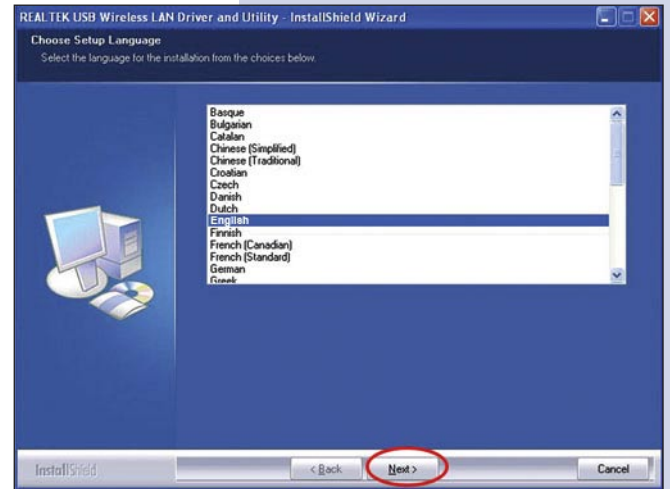 REALTEK USB Wireless LAN Driver and Utility - InstallShield Wizard
Choose Setup Language
Select the language for the installation from the choices below.
Basque
Bulgarian
Catalan
Chinese (Simplified)
Chinese (Traditional)
Croatian
Czech
Danish
Dutch
English
Finnish
French (Canadian)
French (Standard)
German
Greek
InstallShield
< Back
Next >
Cancel